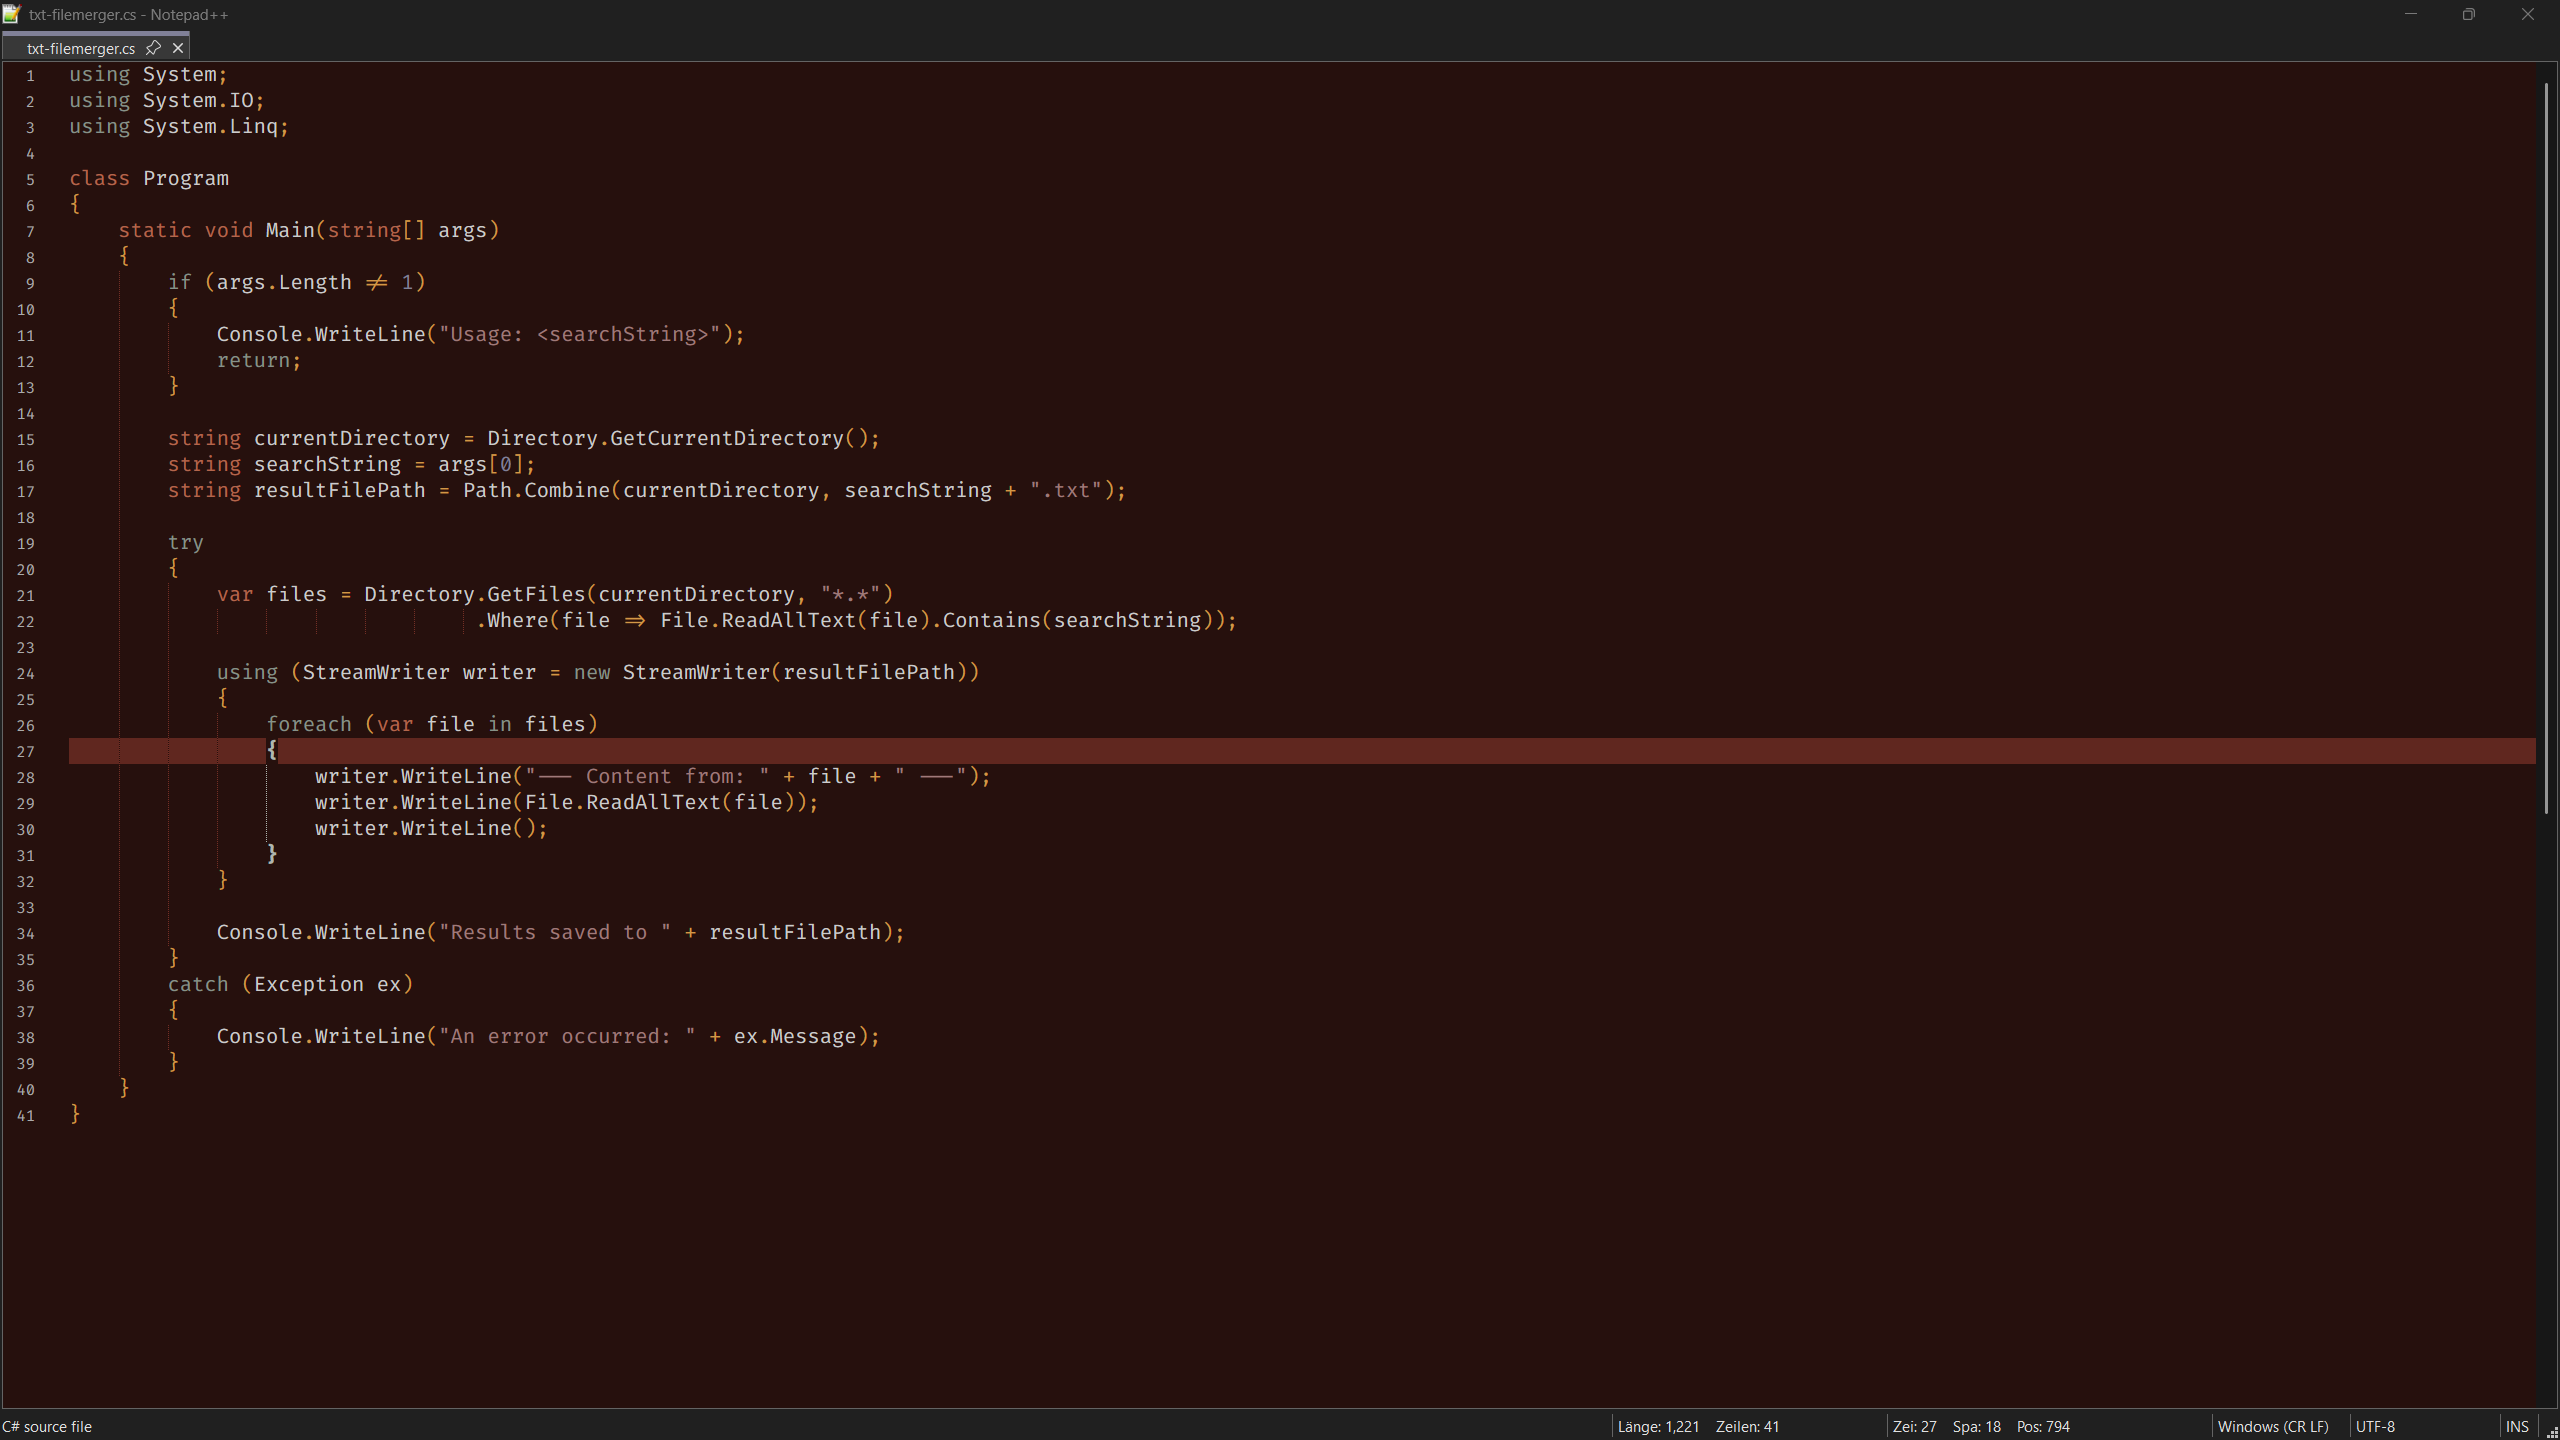 txt-filemerger.cs - Notepad++
txt-filemerger.cs
1 using System;
2 using System.IO;
3 using System.Linq;
4
5 class Program
6 {
7     static void Main(string[] args)
8     {
9         if (args.Length != 1)
10         {
11             Console.WriteLine("Usage: <searchString>");
12             return;
13         }
14
15         string currentDirectory = Directory.GetCurrentDirectory();
16         string searchString = args[0];
17         string resultFilePath = Path.Combine(currentDirectory, searchString + ".txt");
18
19         try
20         {
21             var files = Directory.GetFiles(currentDirectory, "*.*")
22                                  .Where(file => File.ReadAllText(file).Contains(searchString));
23
24             using (StreamWriter writer = new StreamWriter(resultFilePath))
25             {
26                 foreach (var file in files)
27                 {
28                     writer.WriteLine("--- Content from: " + file + " ---");
29                     writer.WriteLine(File.ReadAllText(file));
30                     writer.WriteLine();
31                 }
32             }
33
34             Console.WriteLine("Results saved to " + resultFilePath);
35         }
36         catch (Exception ex)
37         {
38             Console.WriteLine("An error occurred: " + ex.Message);
39         }
40     }
41 }
C# source file Länge: 1,221 Zeilen: 41 Zei: 27 Spa: 18 Pos: 794 Windows (CR LF) UTF-8 INS